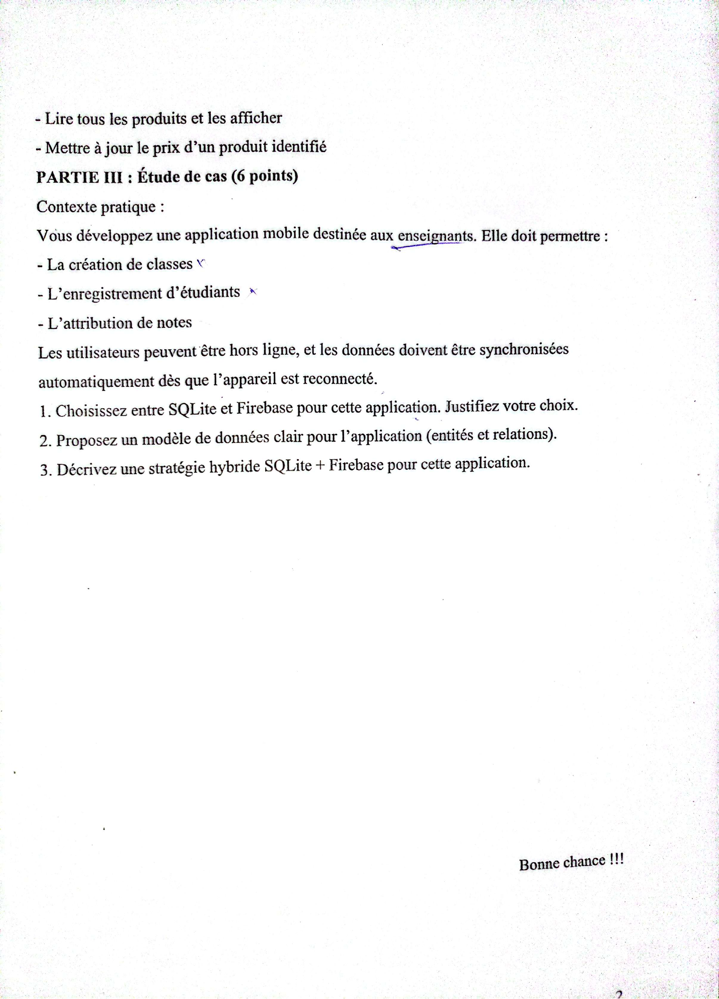 - Lire tous les produits et les afficher
- Mettre à jour le prix d’un produit identifié
PARTIE III : Étude de cas (6 points)
Contexte pratique :
Vous développez une application mobile destinée aux enseignants. Elle doit permettre :
- La création de classes
- L’enregistrement d’étudiants
- L’attribution de notes
Les utilisateurs peuvent être hors ligne, et les données doivent être synchronisées
automatiquement dès que l’appareil est reconnecté.
1. Choisissez entre SQLite et Firebase pour cette application. Justifiez votre choix.
2. Proposez un modèle de données clair pour l’application (entités et relations).
3. Décrivez une stratégie hybride SQLite + Firebase pour cette application.
Bonne chance !!!
2